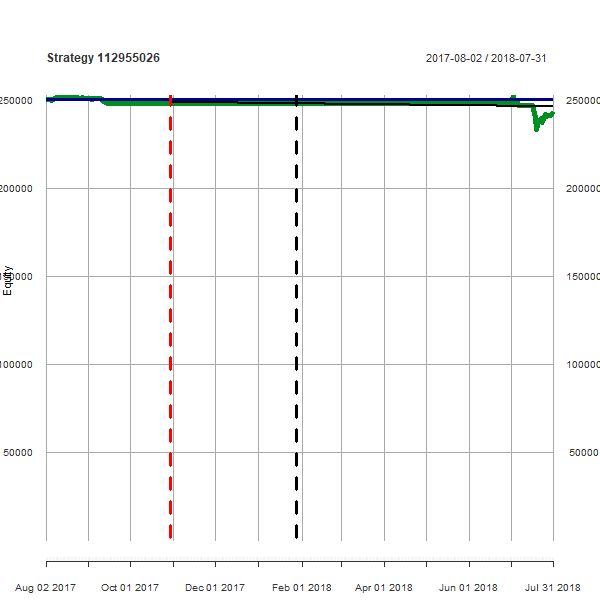 Strategy 112955026
2017-08-02 / 2018-07-31
250000 250000
200000 200000
150000 150000
100000 100000
50000 50000
Equity
Aug 02 2017 Oct 01 2017 Dec 01 2017 Feb 01 2018 Apr 01 2018 Jun 01 2018 Jul 31 2018